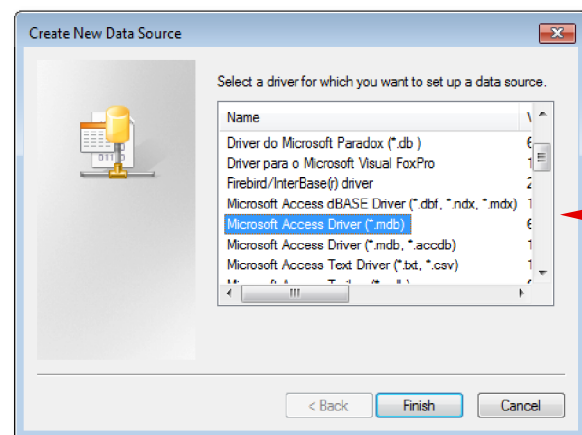 Create New Data Source
Select a driver for which you want to set up a data source.
Name
Driver do Microsoft Paradox (*.db )
Driver para o Microsoft Visual FoxPro
Firebird/InterBase(r) driver
Microsoft Access dBASE Driver (*.dbf, *.ndx, *.mdx)
Microsoft Access Driver (*.mdb)
Microsoft Access Driver (*.mdb, *.accdb)
Microsoft Access Text Driver (*.txt, *.csv)
< Back Finish Cancel